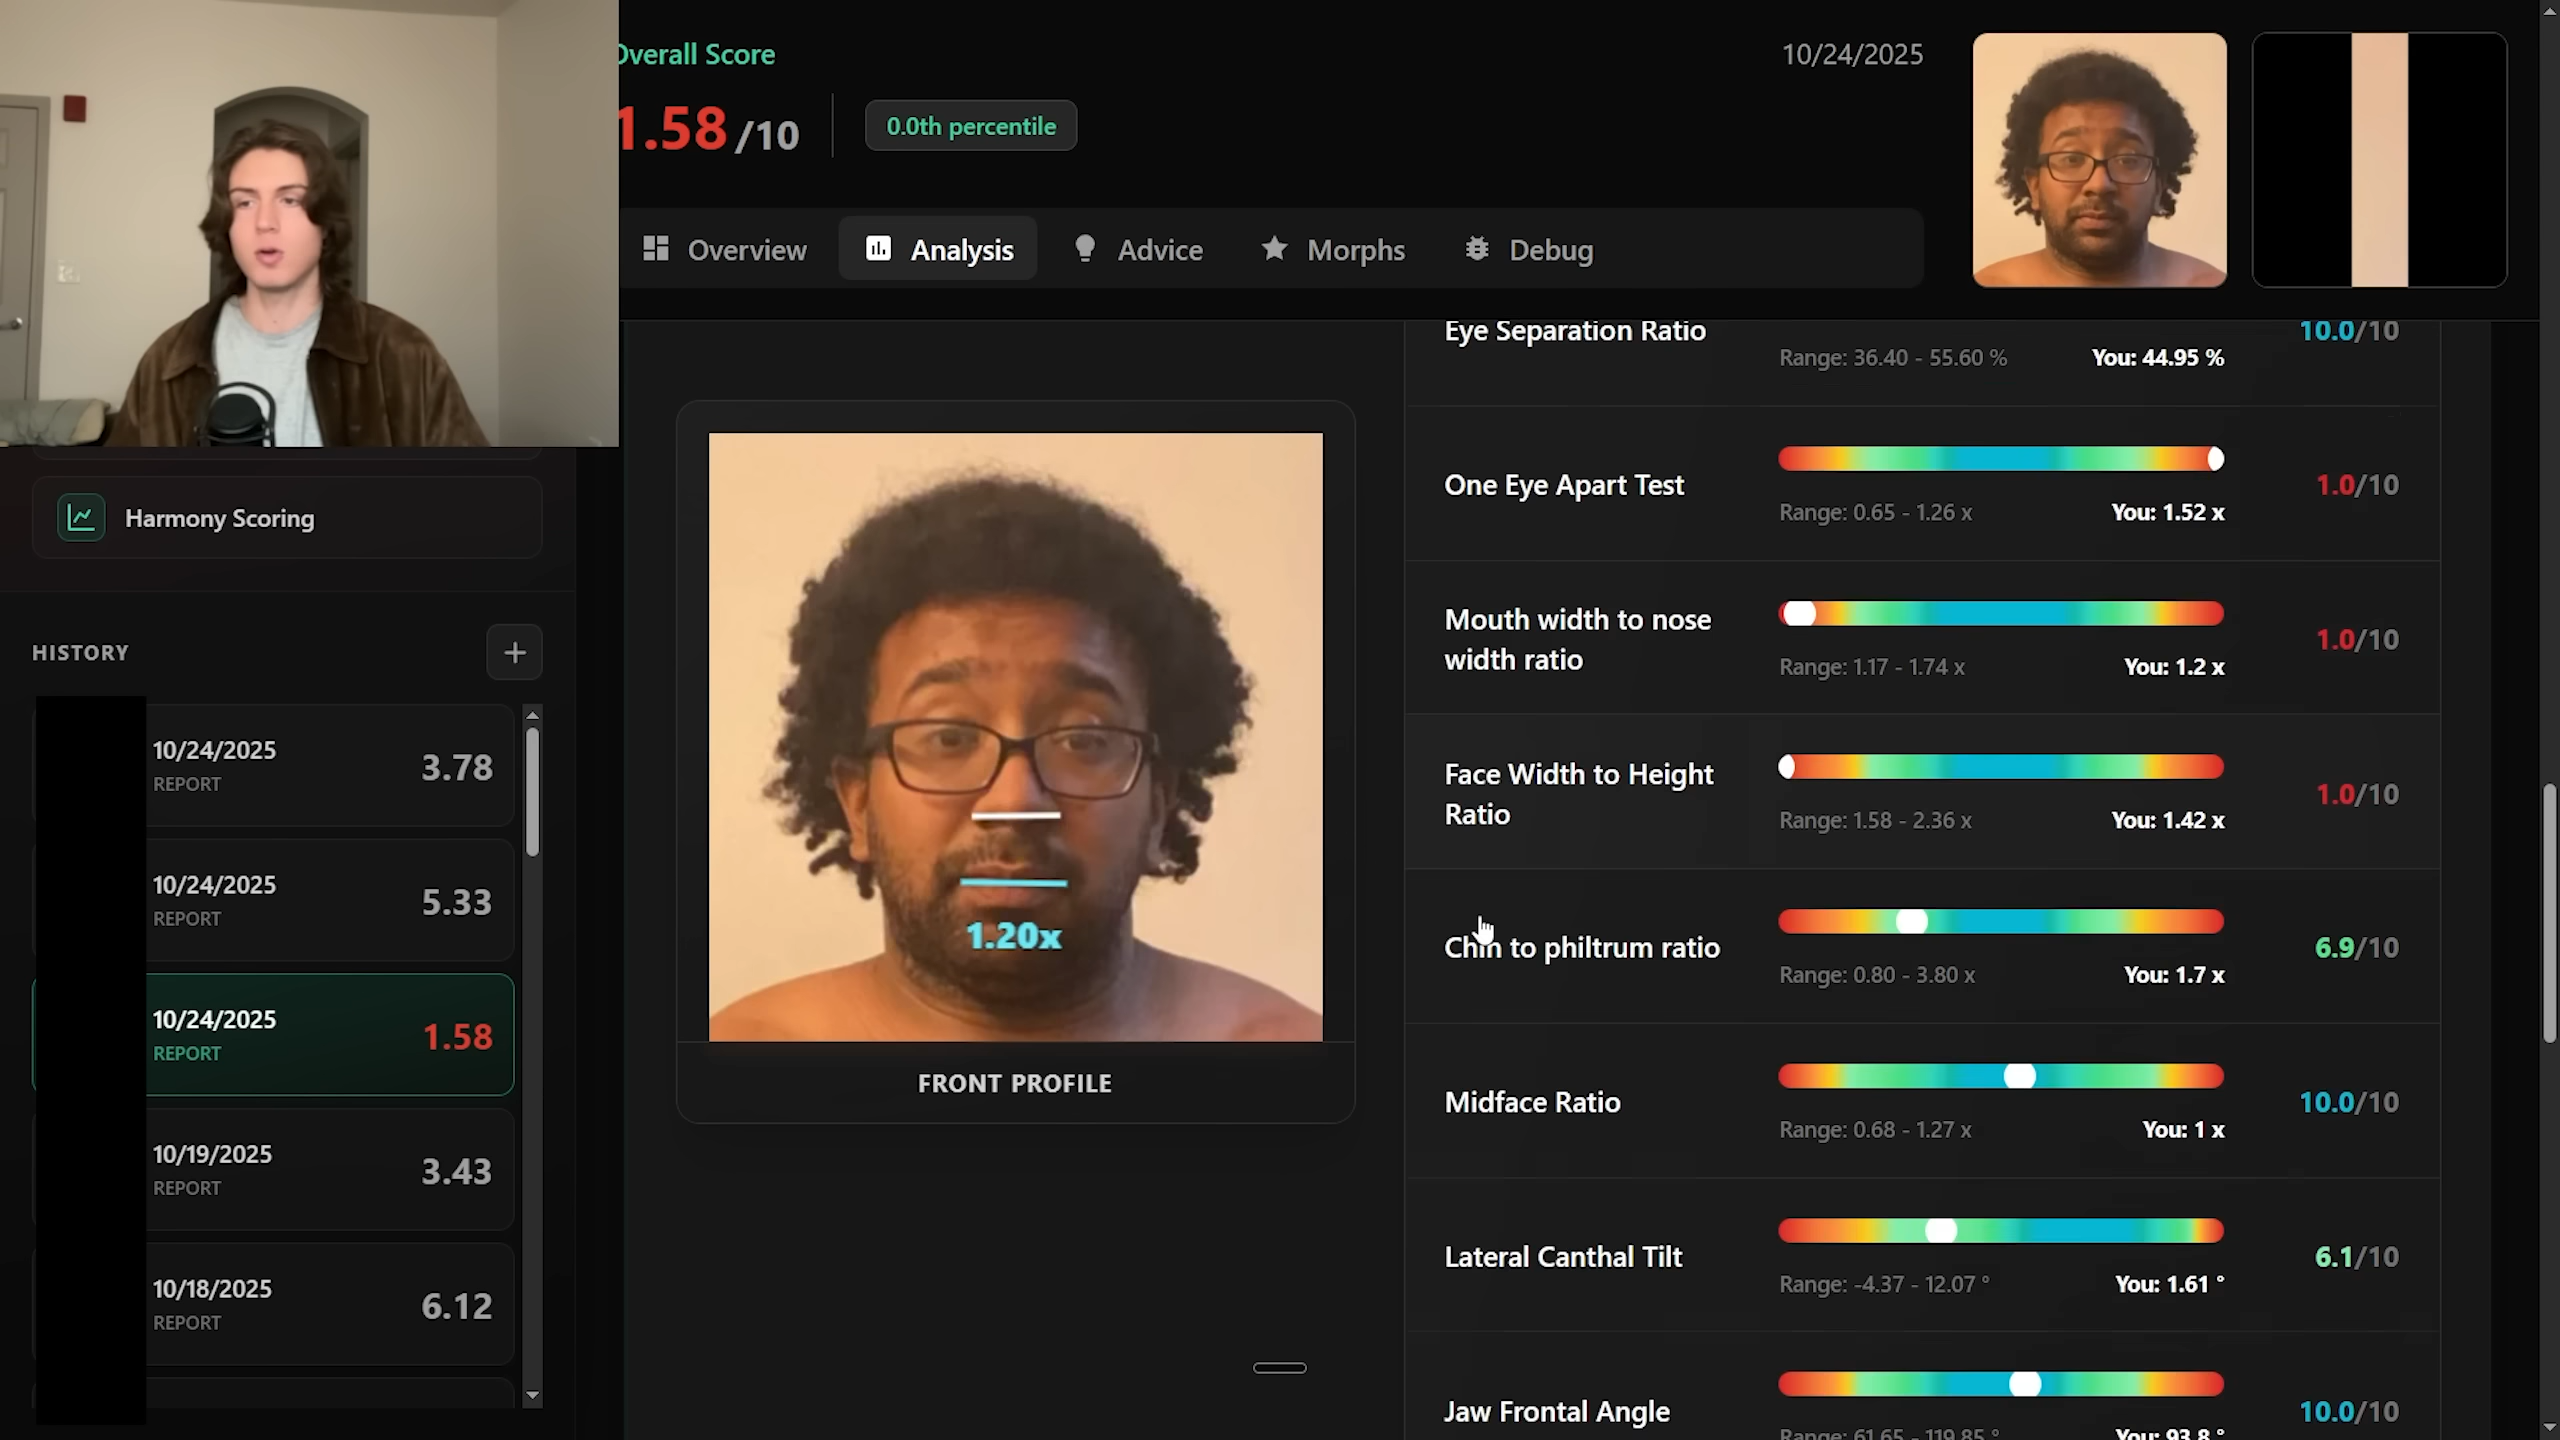 Overall Score
1.58/10
0.0th percentile
10/24/2025
Overview
Analysis
Advice
Morphs
Debug
Harmony Scoring
HISTORY
10/24/2025
REPORT
3.78
10/24/2025
REPORT
5.33
10/24/2025
REPORT
1.58
10/19/2025
REPORT
3.43
10/18/2025
REPORT
6.12
1.20x
FRONT PROFILE
Eye Separation Ratio
Range: 36.40 - 55.60 %
You: 44.95 %
10.0/10
One Eye Apart Test
Range: 0.65 - 1.26 x
You: 1.52 x
1.0/10
Mouth width to nose
width ratio
Range: 1.17 - 1.74 x
You: 1.2 x
1.0/10
Face Width to Height
Ratio
Range: 1.58 - 2.36 x
You: 1.42 x
1.0/10
Chin to philtrum ratio
Range: 0.80 - 3.80 x
You: 1.7 x
6.9/10
Midface Ratio
Range: 0.68 - 1.27 x
You: 1 x
10.0/10
Lateral Canthal Tilt
Range: -4.37 - 12.07 °
You: 1.61 °
6.1/10
Jaw Frontal Angle
Range: 61.65 - 119.85 °
You: 93.8 °
10.0/10